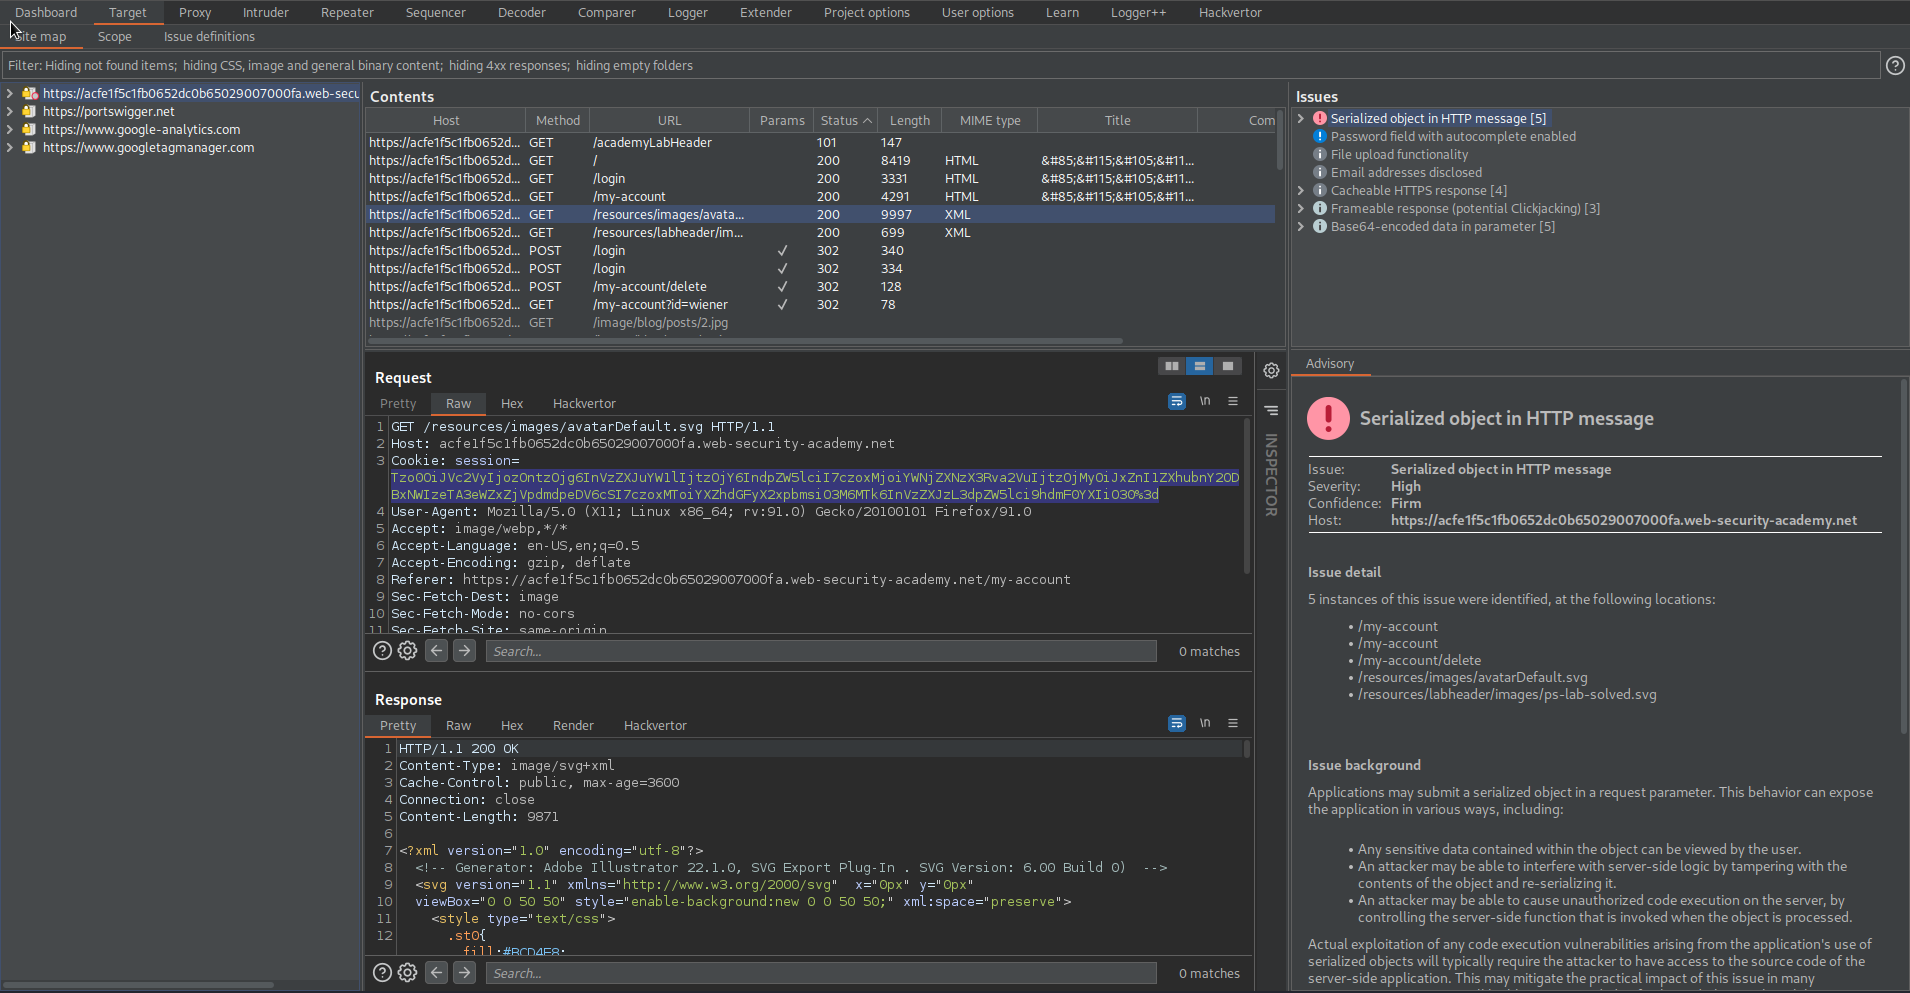 Dashboard Target Proxy Intruder Repeater Sequencer Decoder Comparer Logger Extender Project options User options Learn Logger++ Hackvertor
Site map Scope Issue definitions
Filter: Hiding not found items; hiding CSS, image and general binary content; hiding 4xx responses; hiding empty folders
https://acfe1f5c1fb0652dc0b65029007000fa.web-secu
https://portswigger.net
https://www.google-analytics.com
https://www.googletagmanager.com
Contents
Host Method URL Params Status Length MIME type Title Com
https://acfe1f5c1fb0652d... GET /academyLabHeader 101 147
https://acfe1f5c1fb0652d... GET / 200 8419 HTML &#85;&#115;&#105;&#11...
https://acfe1f5c1fb0652d... GET /login 200 3331 HTML &#85;&#115;&#105;&#11...
https://acfe1f5c1fb0652d... GET /my-account 200 4291 HTML &#85;&#115;&#105;&#11...
https://acfe1f5c1fb0652d... GET /resources/images/avata... 200 9997 XML
https://acfe1f5c1fb0652d... GET /resources/labheader/im... 200 699 XML
https://acfe1f5c1fb0652d... POST /login ✓ 302 340
https://acfe1f5c1fb0652d... POST /login ✓ 302 334
https://acfe1f5c1fb0652d... POST /my-account/delete ✓ 302 128
https://acfe1f5c1fb0652d... GET /my-account?id=wiener ✓ 302 78
https://acfe1f5c1fb0652d... GET /image/blog/posts/2.jpg
Request
Pretty Raw Hex Hackvertor \n
1 GET /resources/images/avatarDefault.svg HTTP/1.1
2 Host: acfe1f5c1fb0652dc0b65029007000fa.web-security-academy.net
3 Cookie: session=
4 User-Agent: Mozilla/5.0 (X11; Linux x86_64; rv:91.0) Gecko/20100101 Firefox/91.0
5 Accept: image/webp,*/*
6 Accept-Language: en-US,en;q=0.5
7 Accept-Encoding: gzip, deflate
8 Referer: https://acfe1f5c1fb0652dc0b65029007000fa.web-security-academy.net/my-account
9 Sec-Fetch-Dest: image
10 Sec-Fetch-Mode: no-cors
11 Sec-Fetch-Site: same-origin
Search... 0 matches
Response
Pretty Raw Hex Render Hackvertor \n
1 HTTP/1.1 200 OK
2 Content-Type: image/svg+xml
3 Cache-Control: public, max-age=3600
4 Connection: close
5 Content-Length: 9871
6
7 <?xml version="1.0" encoding="utf-8"?>
8 <!-- Generator: Adobe Illustrator 22.1.0, SVG Export Plug-In . SVG Version: 6.00 Build 0) -->
9 <svg version="1.1" xmlns="http://www.w3.org/2000/svg" x="0px" y="0px"
10 viewBox="0 0 50 50" style="enable-background:new 0 0 50 50;" xml:space="preserve">
11 <style type="text/css">
12 .st0{
fill:#BCD4E8;
Search... 0 matches
INSPECTOR
Issues
Serialized object in HTTP message [5]
Password field with autocomplete enabled
File upload functionality
Email addresses disclosed
Cacheable HTTPS response [4]
Frameable response (potential Clickjacking) [3]
Base64-encoded data in parameter [5]
Advisory
Serialized object in HTTP message
Issue: Serialized object in HTTP message
Severity: High
Confidence: Firm
Host: https://acfe1f5c1fb0652dc0b65029007000fa.web-security-academy.net
Issue detail
5 instances of this issue were identified, at the following locations:
• /my-account
• /my-account
• /my-account/delete
• /resources/images/avatarDefault.svg
• /resources/labheader/images/ps-lab-solved.svg
Issue background
Applications may submit a serialized object in a request parameter. This behavior can expose
the application in various ways, including:
• Any sensitive data contained within the object can be viewed by the user.
• An attacker may be able to interfere with server-side logic by tampering with the
contents of the object and re-serializing it.
• An attacker may be able to cause unauthorized code execution on the server, by
controlling the server-side function that is invoked when the object is processed.
Actual exploitation of any code execution vulnerabilities arising from the application's use of
serialized objects will typically require the attacker to have access to the source code of the
server-side application. This may mitigate the practical impact of this issue in many